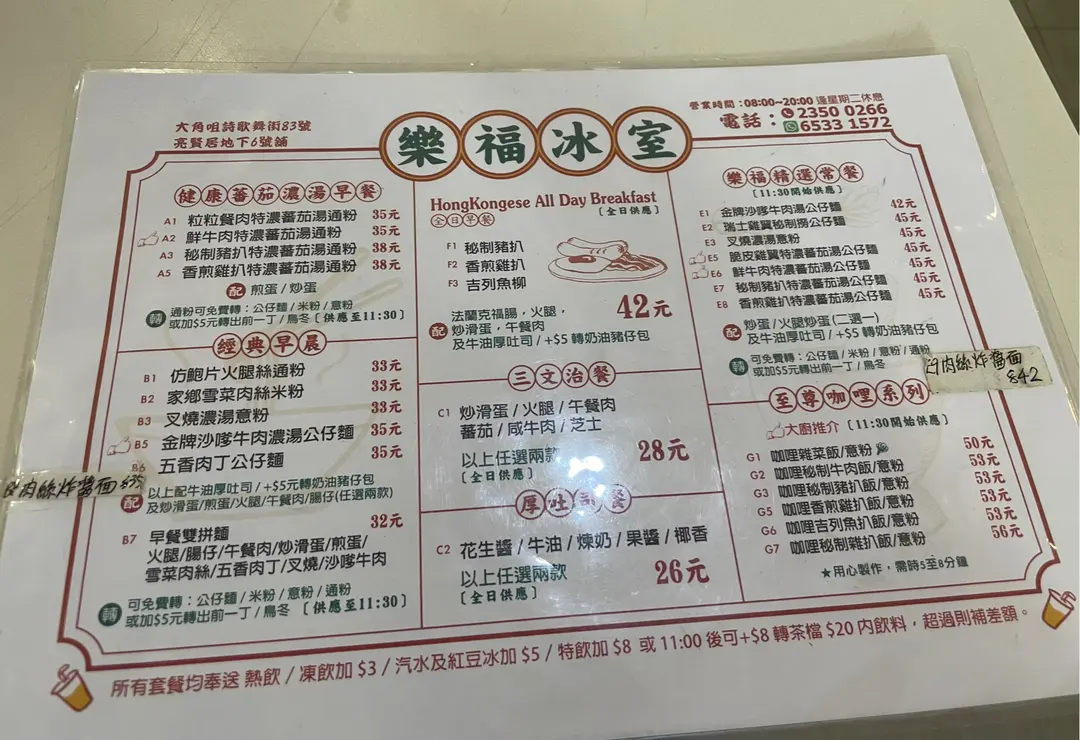 大角咀詩歌舞街83號
亮賢居地下6號舖
樂福冰室
營業時間：08:00~20:00 逢星期二休息
電話：2350 0266
6533 1572
健康蕃茄濃湯早餐
A1 粒粒餐肉特濃蕃茄湯通粉 35元
A2 鮮牛肉特濃蕃茄湯通粉 35元
A3 秘制豬扒特濃蕃茄湯通粉 38元
A5 香煎雞扒特濃蕃茄湯通粉 38元
配 煎蛋 / 炒蛋
轉 通粉可免費轉：公仔麵 / 米粉 / 意粉
或加$5元轉出前一丁 / 烏冬〔供應至11:30〕
經典早晨
B1 仿鮑片火腿絲通粉 33元
B2 家鄉雪菜肉絲米粉 33元
B3 叉燒濃湯意粉 33元
B5 金牌沙嗲牛肉濃湯公仔麵 35元
B6 五香肉丁公仔麵 35元
肉絲炸醬面 $35
配 以上配牛油厚吐司 / +$5元轉奶油豬仔包
及炒滑蛋/煎蛋/火腿/午餐肉/腸仔(任選兩款)
B7 早餐雙拼麵 32元
火腿/腸仔/午餐肉/炒滑蛋/煎蛋/
雪菜肉絲/五香肉丁/叉燒/沙嗲牛肉
轉 可免費轉：公仔麵 / 米粉 / 意粉 / 通粉
或加$5元轉出前一丁 / 烏冬〔供應至11:30〕
HongKongese All Day Breakfast
全日早餐 〔全日供應〕
F1 秘制豬扒
F2 香煎雞扒
F3 吉列魚柳
42元
配 法蘭克福腸，火腿，
炒滑蛋，午餐肉
及牛油厚吐司 / +$5 轉奶油豬仔包
三文治餐
C1 炒滑蛋 / 火腿 / 午餐肉
蕃茄 / 咸牛肉 / 芝士
以上任選兩款 28元
〔全日供應〕
厚吐司餐
C2 花生醬 / 牛油 / 煉奶 / 果醬 / 椰香
以上任選兩款 26元
〔全日供應〕
樂福精選常餐
〔11:30開始供應〕
E1 金牌沙嗲牛肉湯公仔麵 42元
E2 瑞士雞翼秘制撈公仔麵 45元
E3 叉燒濃湯意粉 45元
E5 脆皮雞翼特濃蕃茄湯公仔麵 45元
E6 鮮牛肉特濃蕃茄湯公仔麵 45元
E7 秘制豬扒特濃蕃茄湯公仔麵 45元
E8 香煎雞扒特濃蕃茄湯公仔麵 45元
配 炒蛋/火腿炒蛋 (二選一)
及牛油厚吐司 / +$5 轉奶油豬仔包
轉 可免費轉：公仔麵 / 米粉 / 意粉 / 通粉
或加$5元轉出前一丁 / 烏冬
肉絲炸醬面
$42
至尊咖喱系列
大廚推介〔11:30開始供應〕
G1 咖喱雜菜飯/意粉 50元
G2 咖喱秘制牛肉飯/意粉 53元
G3 咖喱秘制豬扒飯/意粉 53元
G5 咖喱香煎雞扒飯/意粉 53元
G6 咖喱吉列魚扒飯/意粉 53元
G7 咖喱秘制雜扒飯/意粉 56元
★用心製作，需時5至8分鐘
所有套餐均奉送 熱飲 / 凍飲加 $3 / 汽水及紅豆冰加 $5 / 特飲加 $8 或 11:00 後可+$8 轉茶檔 $20 內飲料，超過則補差額。